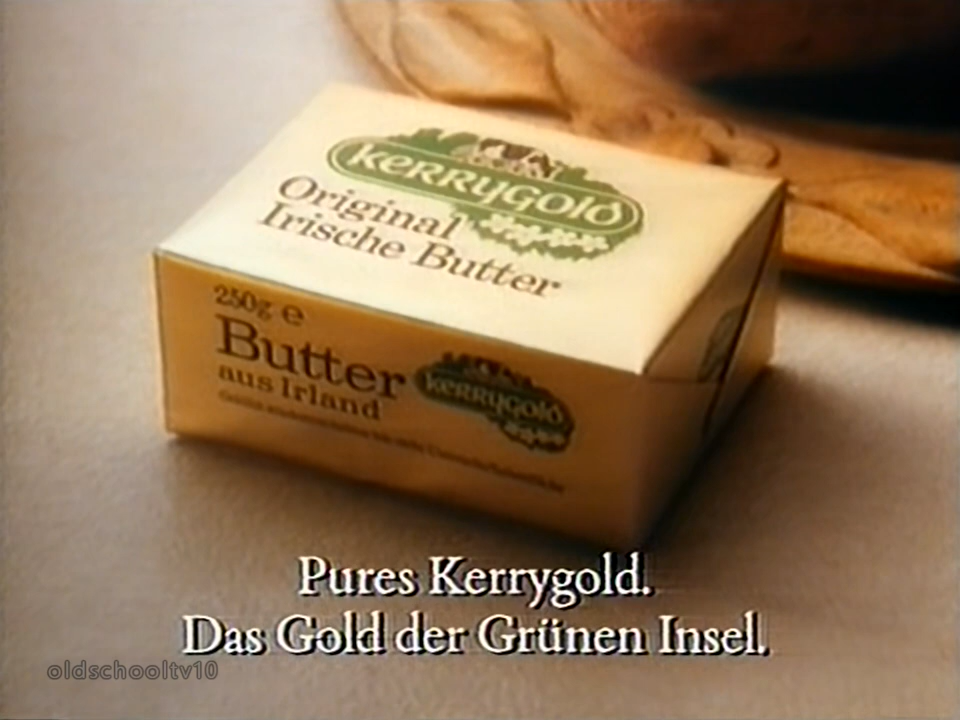 kerrygold
Original
Irische Butter
250g e
Butter
aus Irland
kerrygold
Pures Kerrygold.
Das Gold der Grünen Insel.
oldschooltv10